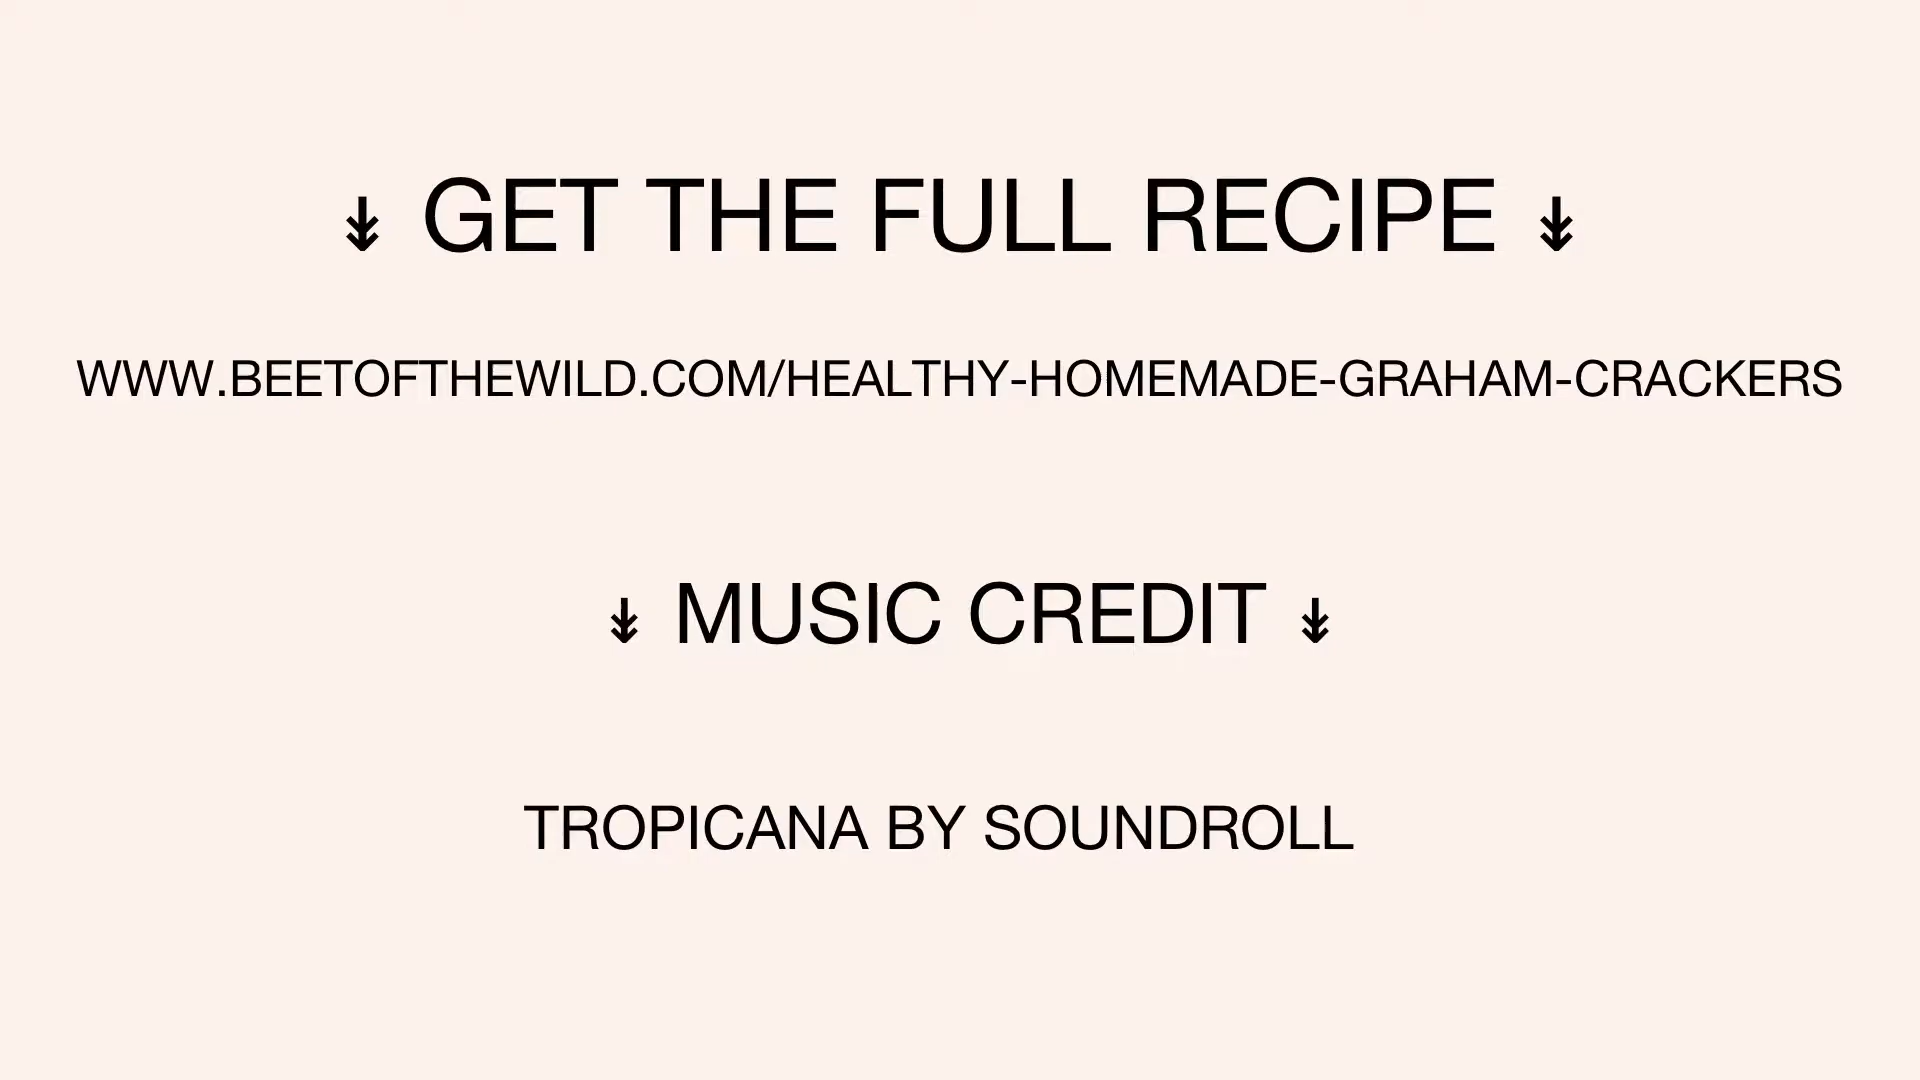 ↡ GET THE FULL RECIPE ↡
WWW.BEETOFTHEWILD.COM/HEALTHY-HOMEMADE-GRAHAM-CRACKERS
↡ MUSIC CREDIT ↡
TROPICANA BY SOUNDROLL